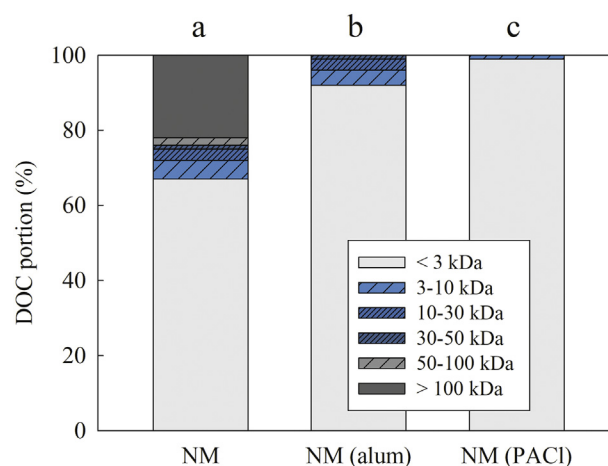 a b c
100
80
60
40
20
0
DOC portion (%)
< 3 kDa
3-10 kDa
10-30 kDa
30-50 kDa
50-100 kDa
> 100 kDa
NM NM (alum) NM (PACl)